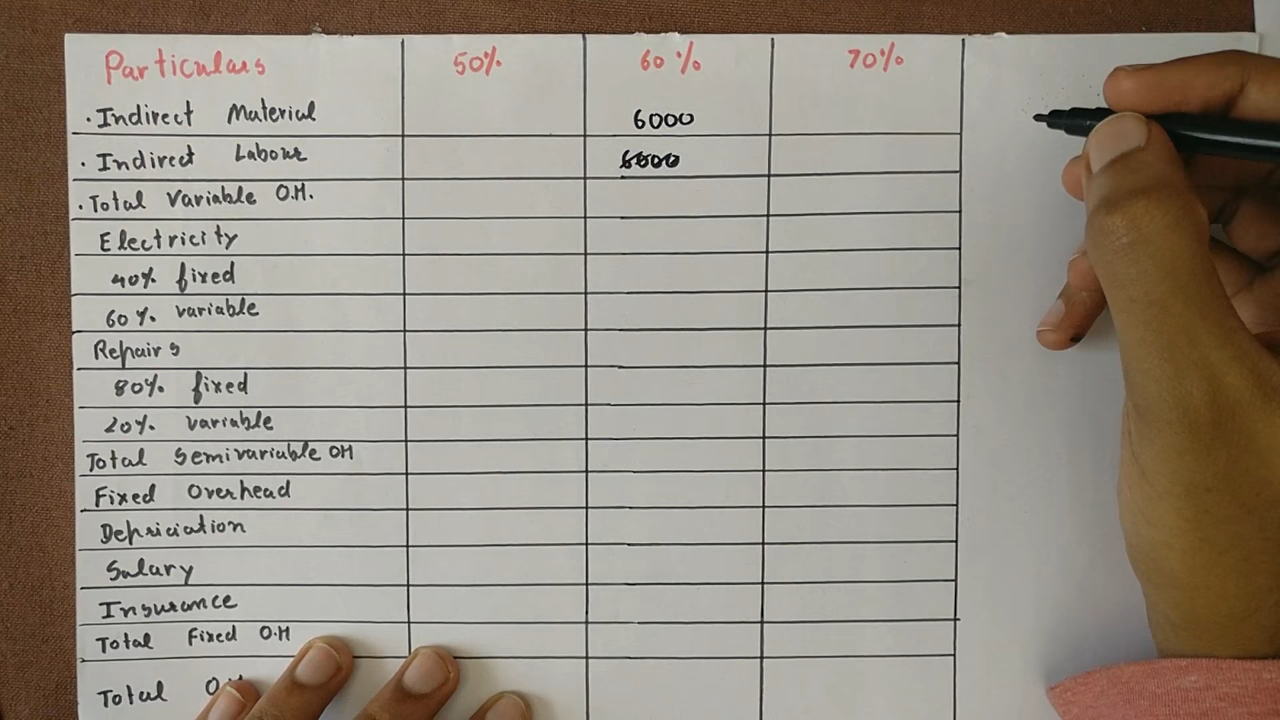 Particulars 50% 60% 70%
. Indirect Material 6000
. Indirect Labour
. Total Variable O.H.
Electricity
40% fixed
60%. variable
Repairs
80%. fixed
20%. variable
Total Semivariable OH
Fixed Overhead
Depriciation
Salary
Insurance
Total Fixed O.H
Total